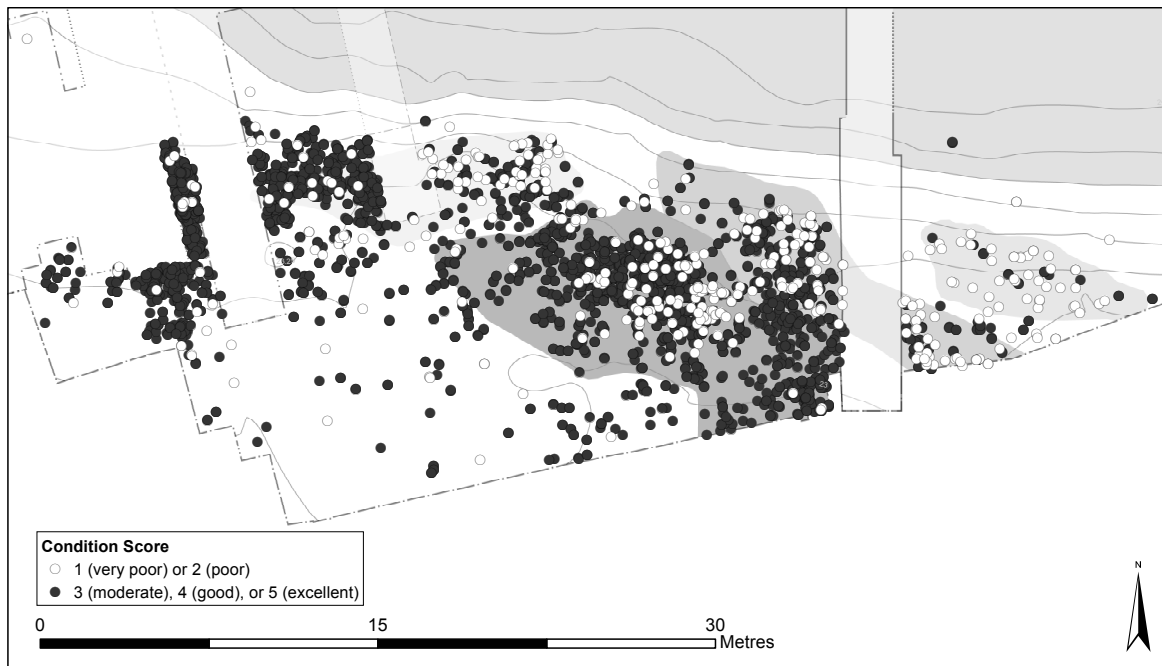 Condition Score
1 (very poor) or 2 (poor)
3 (moderate), 4 (good), or 5 (excellent)
0 15 30
Metres
N